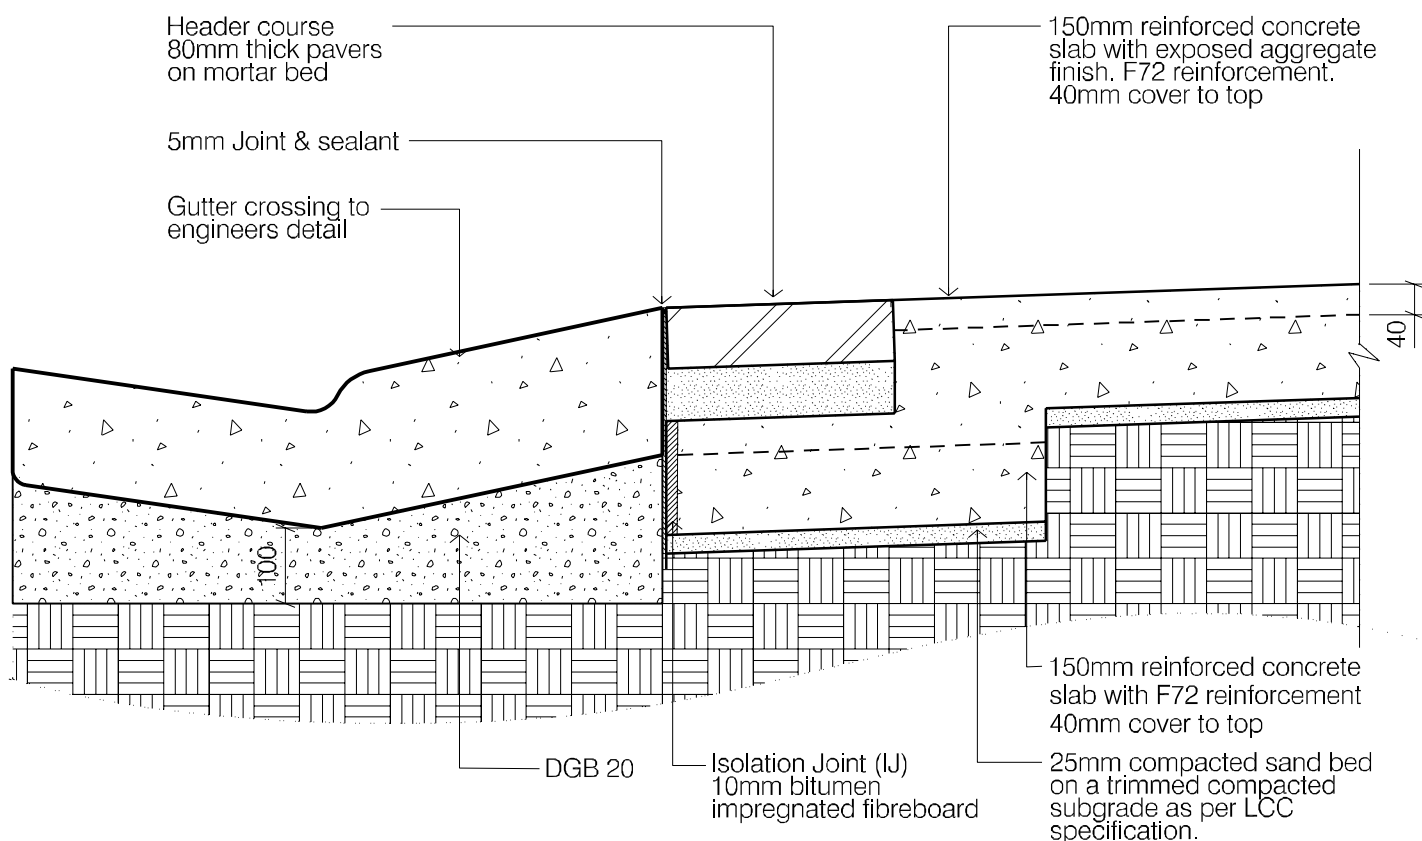 Header course
80mm thick pavers
on mortar bed
5mm Joint & sealant
Gutter crossing to
engineers detail
150mm reinforced concrete
slab with exposed aggregate
finish. F72 reinforcement.
40mm cover to top
40
100
150mm reinforced concrete
slab with F72 reinforcement
40mm cover to top
DGB 20
Isolation Joint (IJ)
10mm bitumen
impregnated fibreboard
25mm compacted sand bed
on a trimmed compacted
subgrade as per LCC
specification.